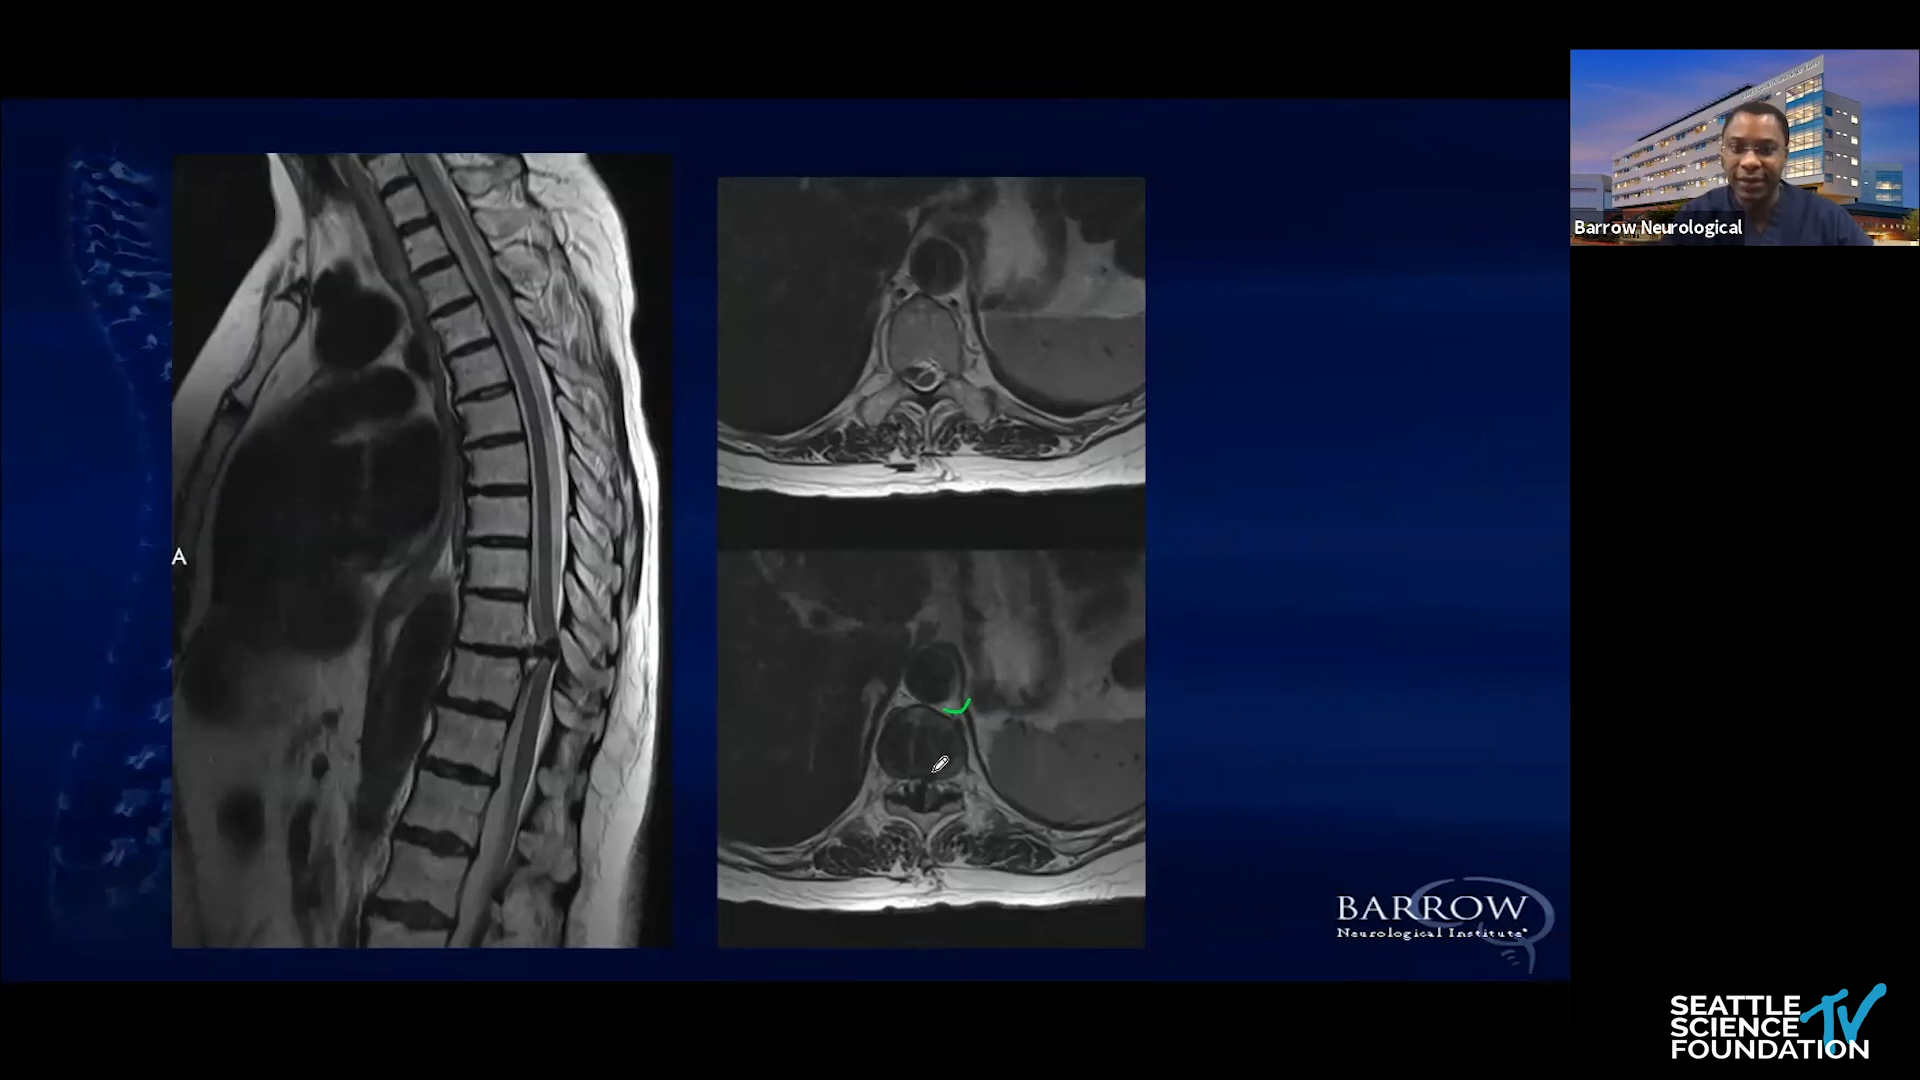 A
Barrow Neurological
BARROW
Neurological Institute®
SEATTLE
SCIENCE
FOUNDATION
TV